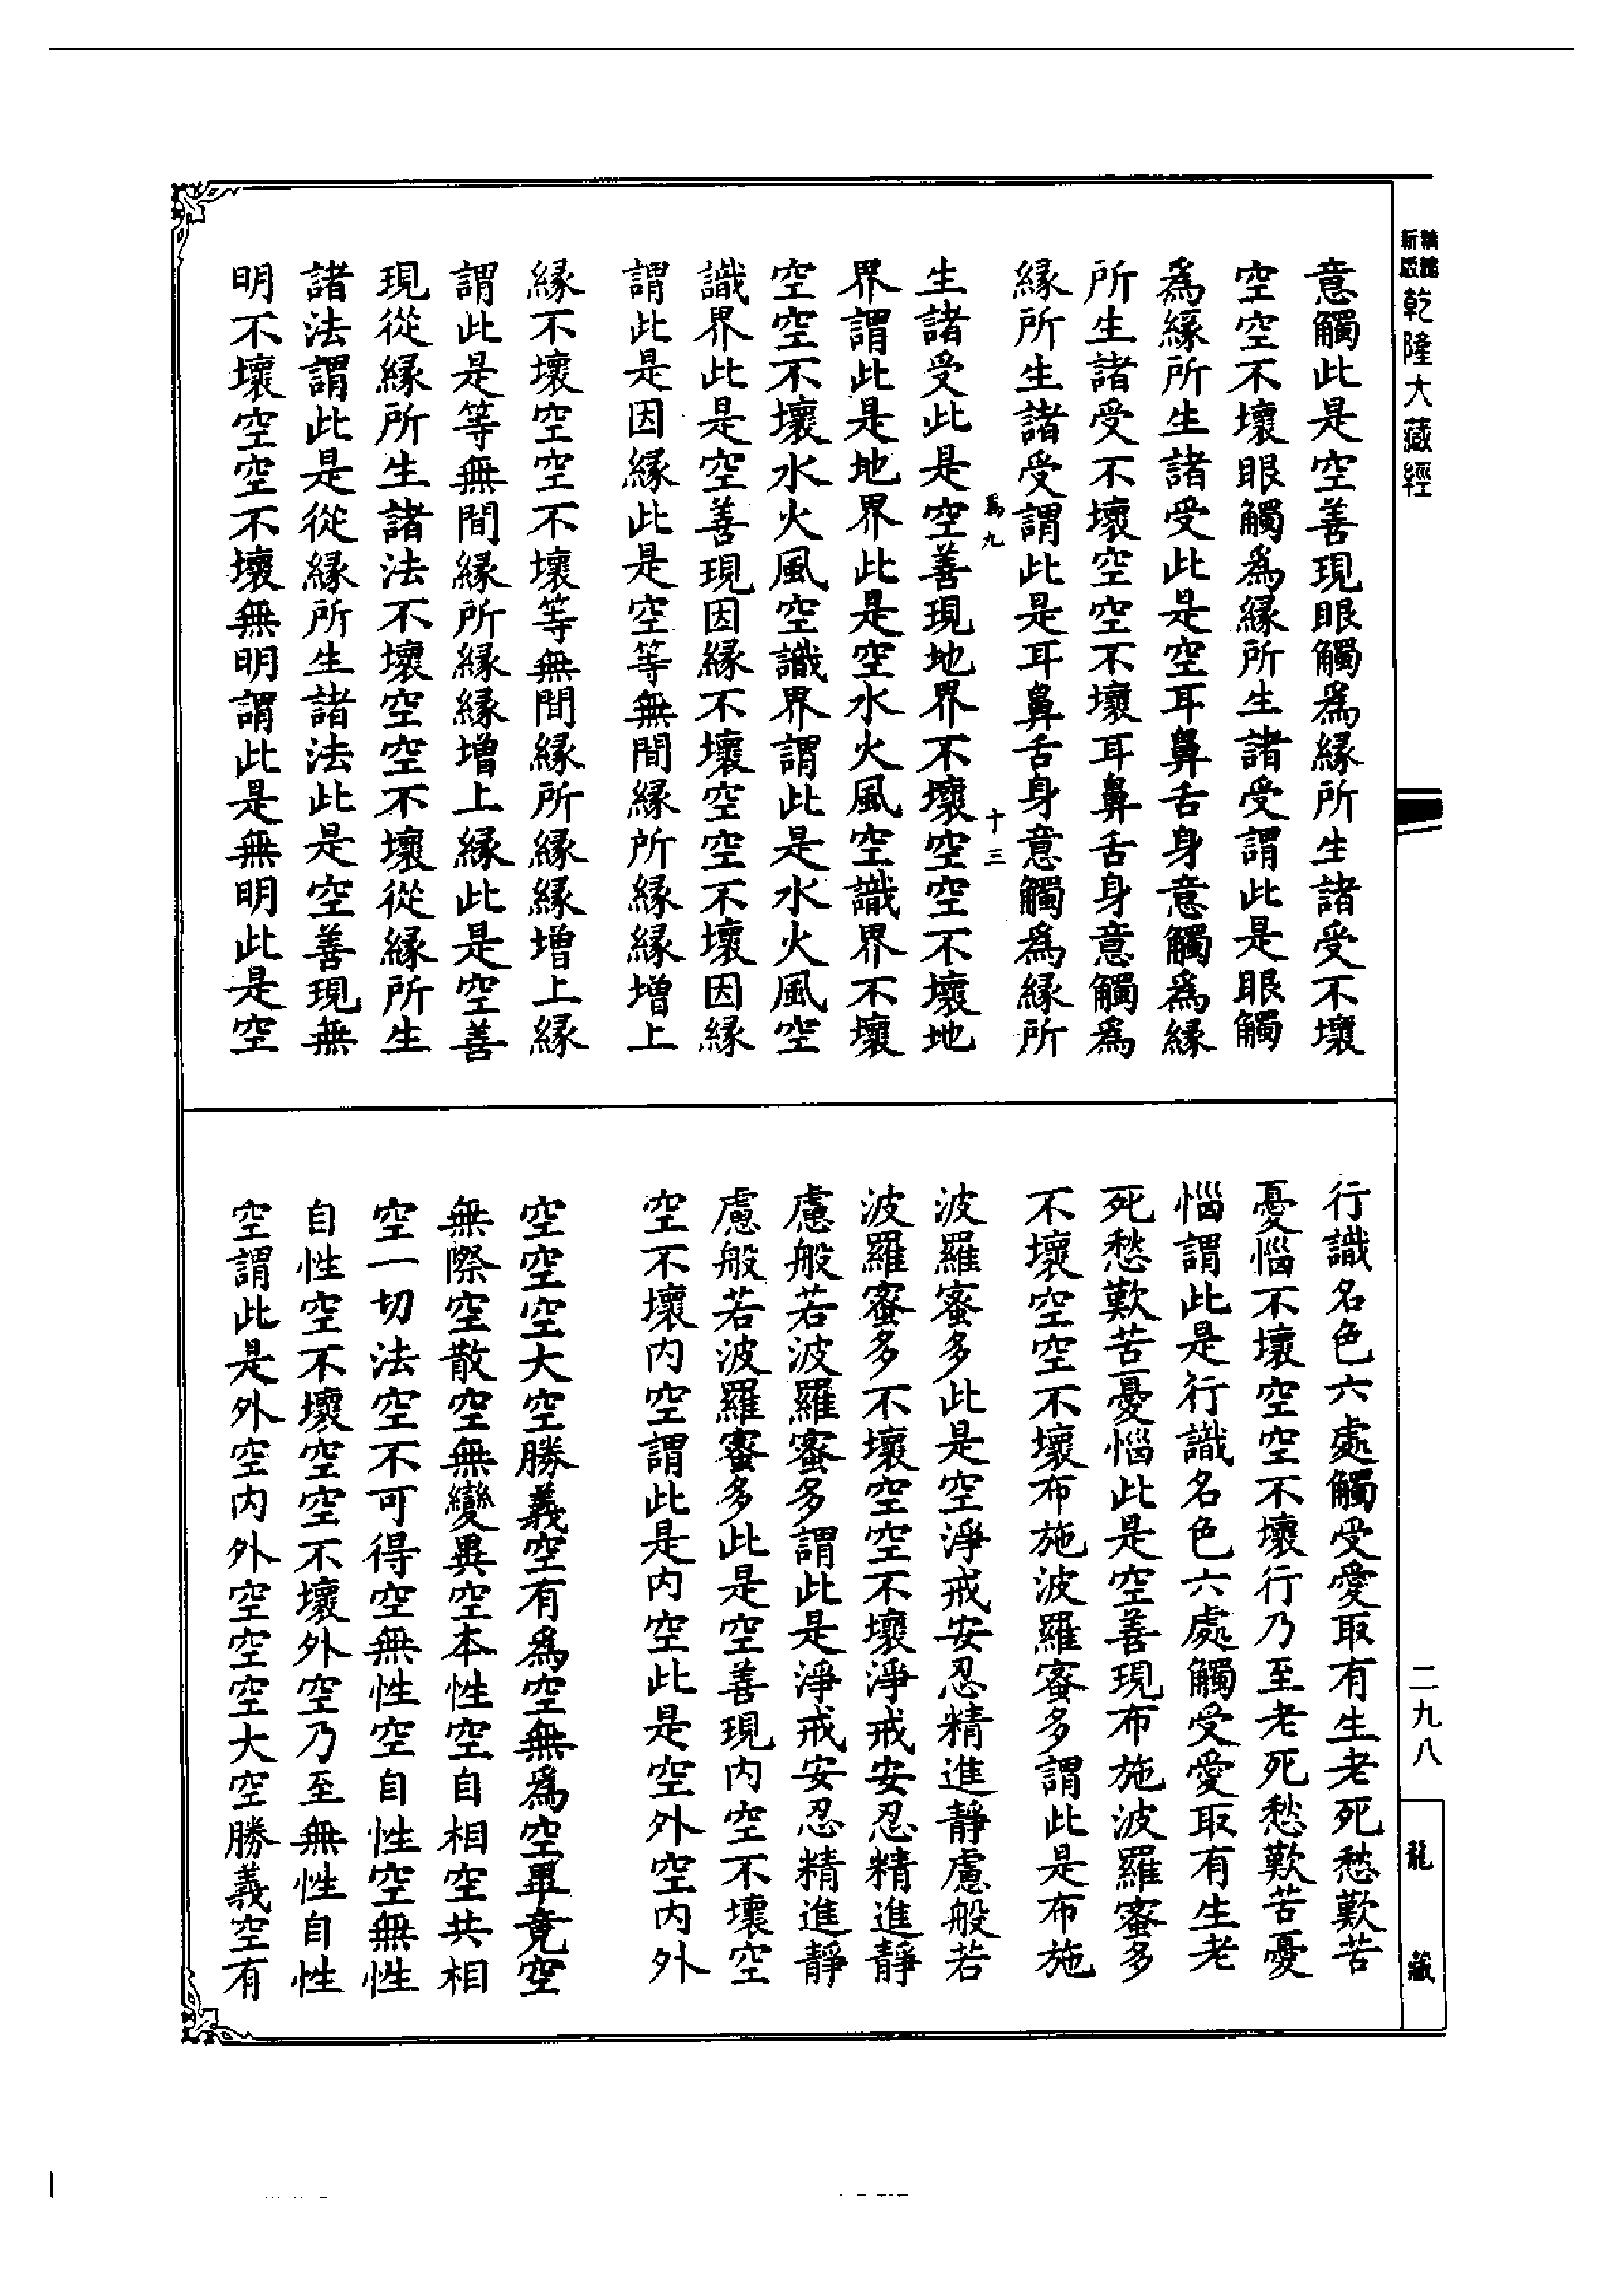 精選
新版
乾隆大藏經
意觸此是空善現眼觸爲緣所生諸受不壞
空空不壞眼觸爲緣所生諸受謂此是眼觸
爲緣所生諸受此是空耳鼻舌身意觸爲緣
所生諸受不壞空空不壞耳鼻舌身意觸爲
緣所生諸受謂此是耳鼻舌身意觸爲緣所
爲九 十三
生諸受此是空善現地界不壞空空不壞地
界謂此是地界此是空水火風空識界不壞
空空不壞水火風空識界謂此是水火風空
識界此是空善現因緣不壞空空不壞因緣
謂此是因緣此是空等無間緣所緣緣增上
緣不壞空空不壞等無間緣所緣緣增上緣
謂此是等無間緣所緣緣增上緣此是空善
現從緣所生諸法不壞空空不壞從緣所生
諸法謂此是從緣所生諸法此是空善現無
明不壞空空不壞無明謂此是無明此是空
行識名色六處觸受愛取有生老死愁歎苦
憂惱不壞空空不壞行乃至老死愁歎苦憂
惱謂此是行識名色六處觸受愛取有生老
死愁歎苦憂惱此是空善現布施波羅蜜多
不壞空空不壞布施波羅蜜多謂此是布施
波羅蜜多此是空淨戒安忍精進靜慮般若
波羅蜜多不壞空空不壞淨戒安忍精進靜
慮般若波羅蜜多謂此是淨戒安忍精進靜
慮般若波羅蜜多此是空善現內空不壞空
空不壞內空謂此是內空此是空外空內外
空空空大空勝義空有爲空無爲空畢竟空
無際空散空無變異空本性空自相空共相
空一切法空不可得空無性空自性空無性
自性空不壞空空不壞外空乃至無性自性
空謂此是外空內外空空空大空勝義空有
二九八
龍藏